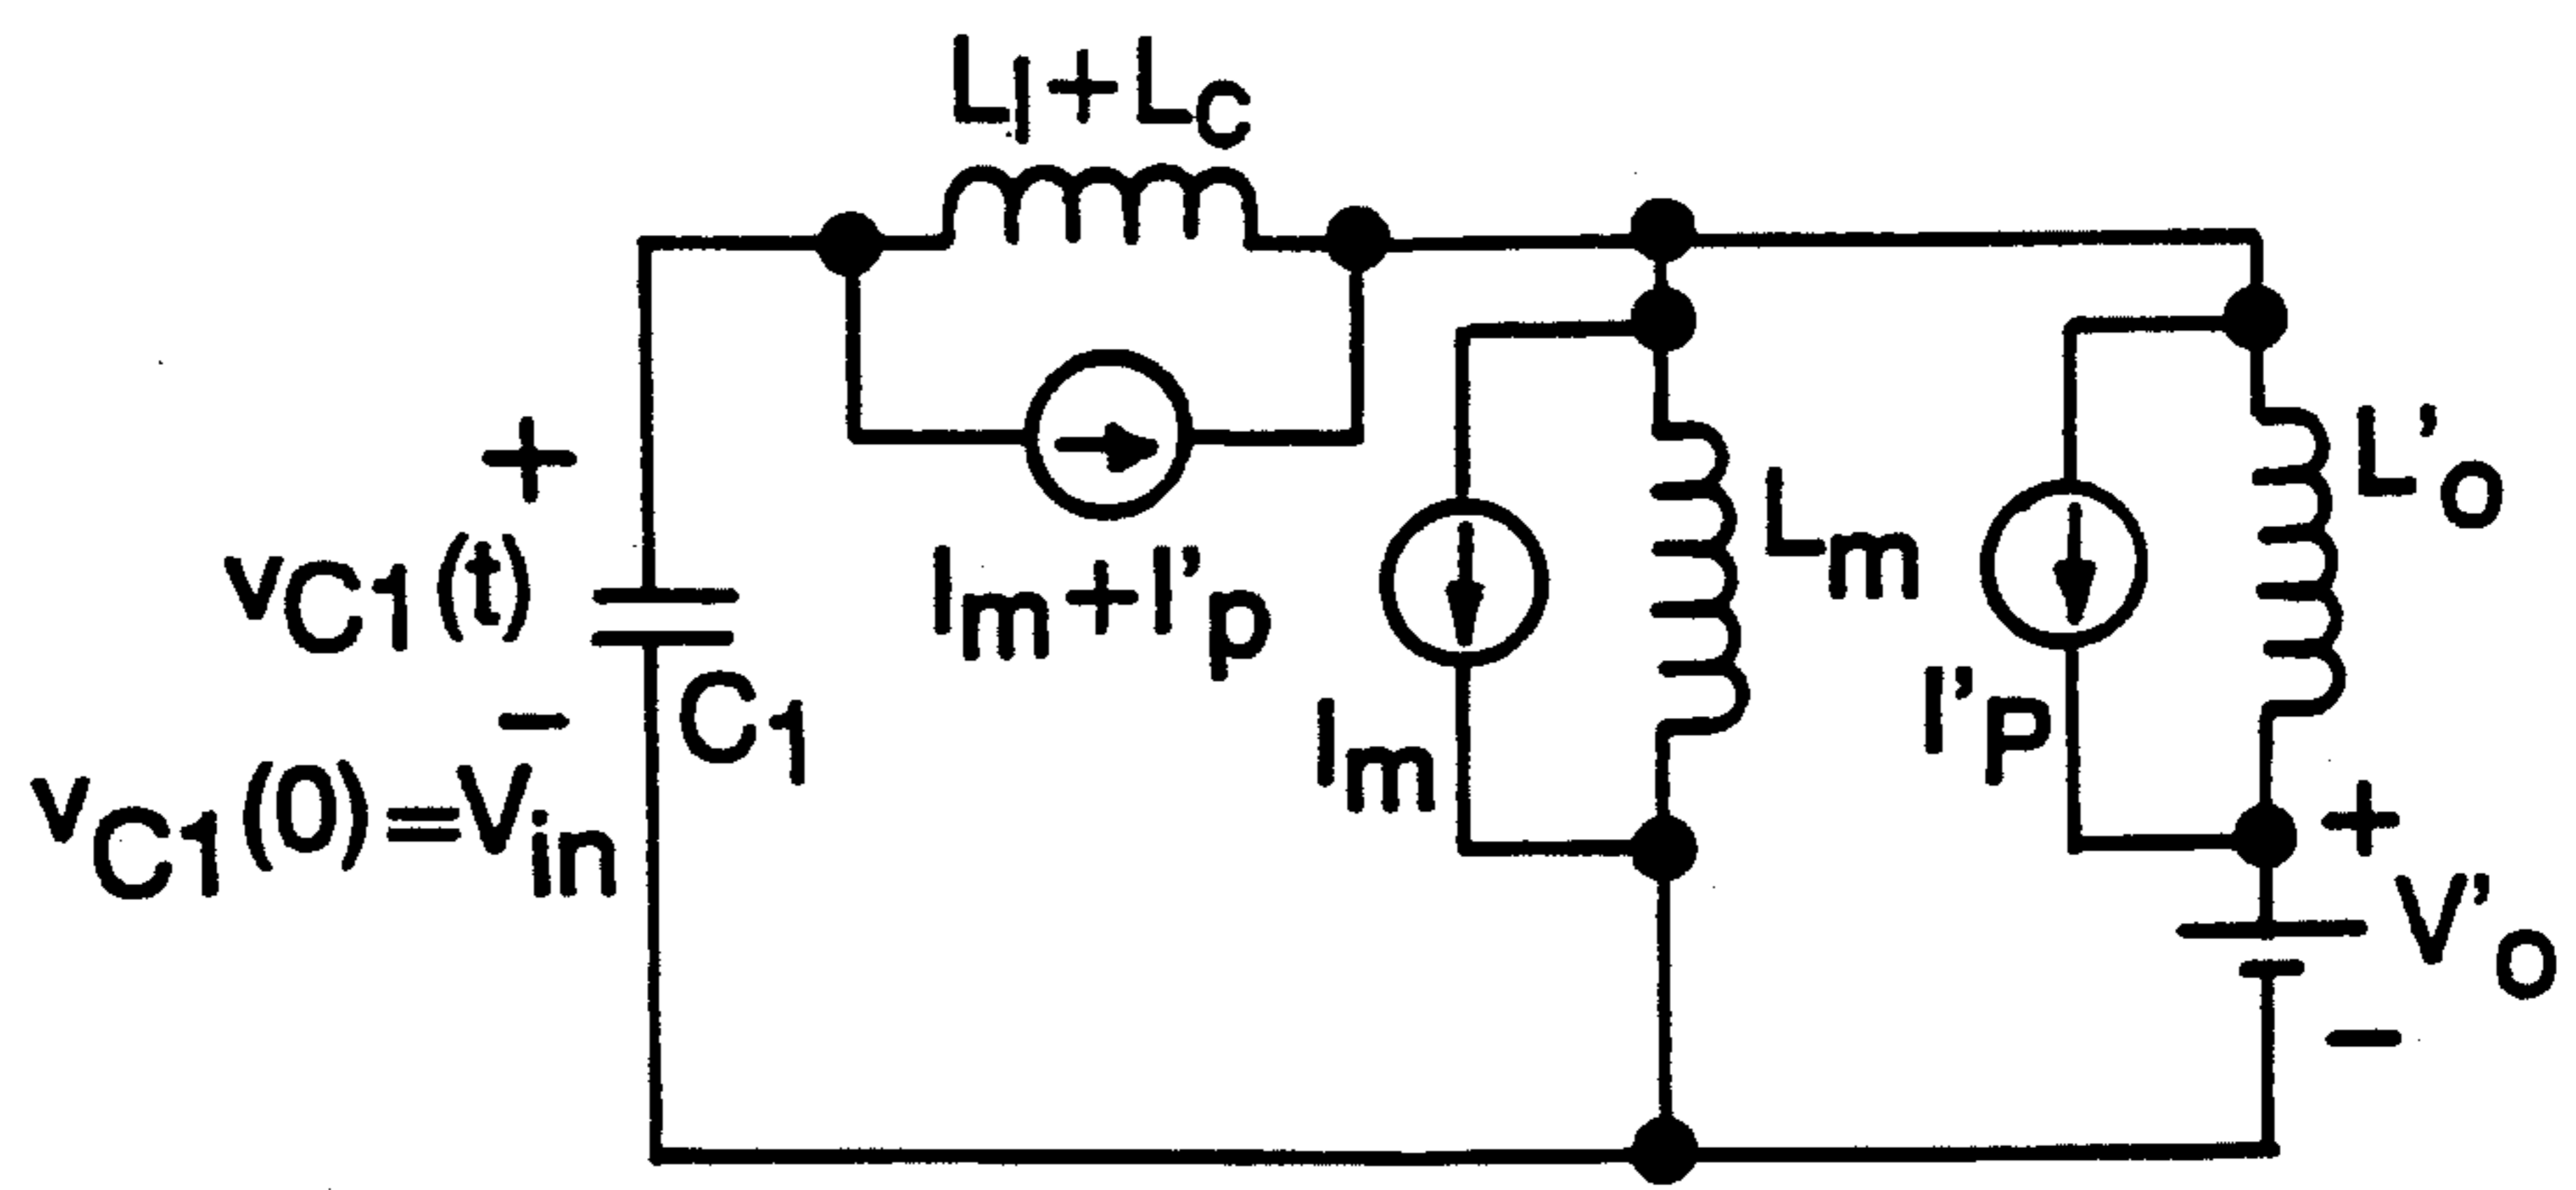 Ll+Lc
+
vC1(t)
−
C1
vC1(0)=Vin
Im+I'p
Im
Lm
I'P
L'o
+
V'o
−